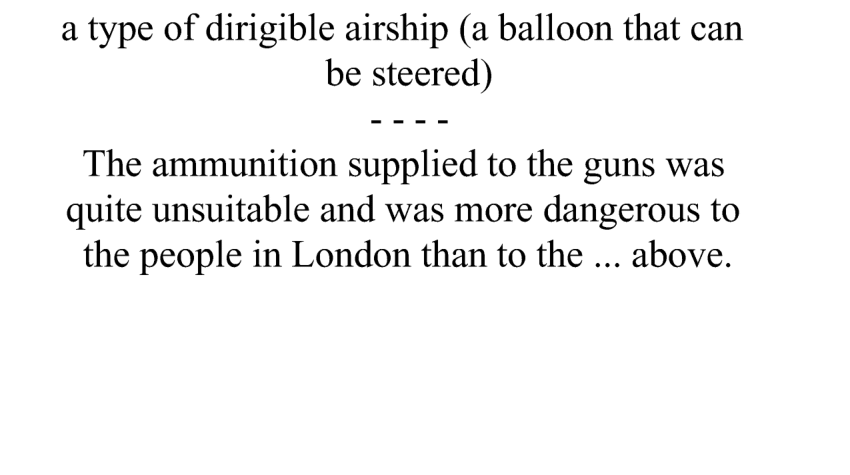 a type of dirigible airship (a balloon that can
be steered)
- - - -
The ammunition supplied to the guns was
quite unsuitable and was more dangerous to
the people in London than to the ... above.